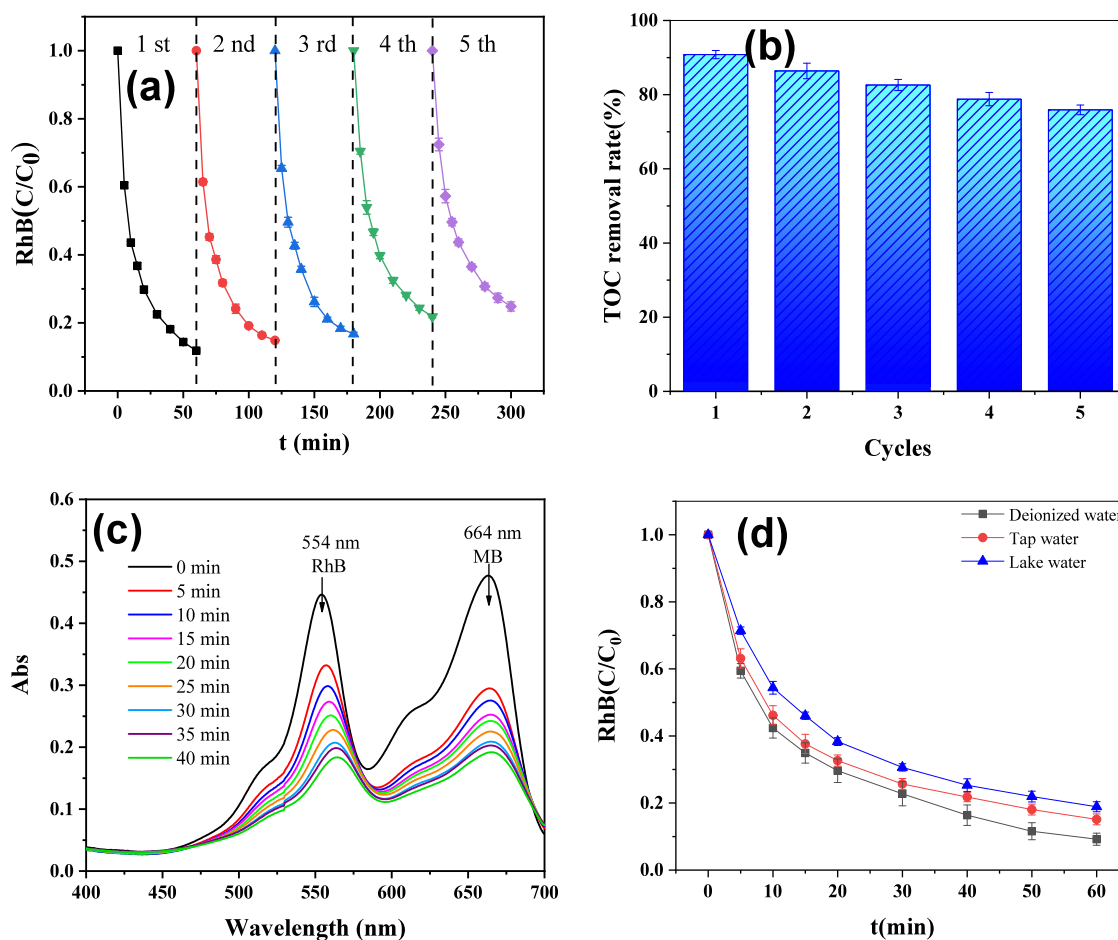 (a)
1 st
2 nd
3 rd
4 th
5 th
RhB(C/C0)
1.0
0.8
0.6
0.4
0.2
0.0
0
50
100
150
200
250
300
t (min)
(b)
TOC removal rate(%)
100
80
60
40
20
0
1
2
3
4
5
Cycles
(c)
554 nm
RhB
664 nm
MB
0 min
5 min
10 min
15 min
20 min
25 min
30 min
35 min
40 min
Abs
0.6
0.5
0.4
0.3
0.2
0.1
0.0
400
450
500
550
600
650
700
Wavelength (nm)
(d)
Deionized water
Tap water
Lake water
RhB(C/C0)
1.0
0.8
0.6
0.4
0.2
0.0
0
10
20
30
40
50
60
t(min)